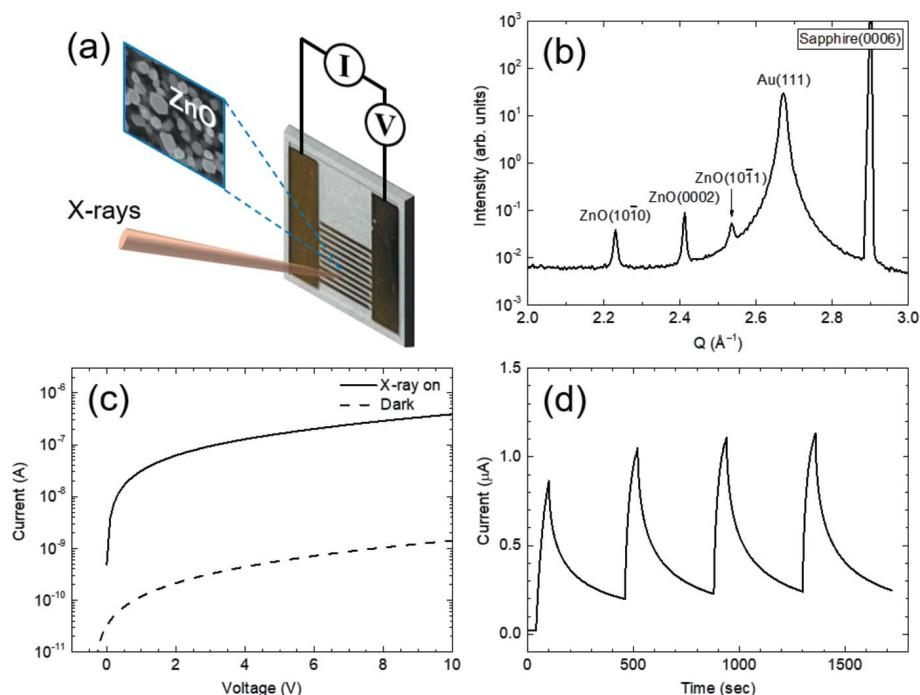 (a)
I
V
ZnO
X-rays
(b)
Sapphire(0006)
Au(111)
ZnO(101̄1)
ZnO(0002)
ZnO(101̄0)
Intensity (arb. units)
10³
10²
10¹
10⁰
10⁻¹
10⁻²
10⁻³
2.0 2.2 2.4 2.6 2.8 3.0
Q (Å⁻¹)
(c)
X-ray on
Dark
Current (A)
10⁻⁶
10⁻⁷
10⁻⁸
10⁻⁹
10⁻¹⁰
10⁻¹¹
0 2 4 6 8 10
Voltage (V)
(d)
Current (μA)
1.5
1.0
0.5
0.0
0 500 1000 1500
Time (sec)